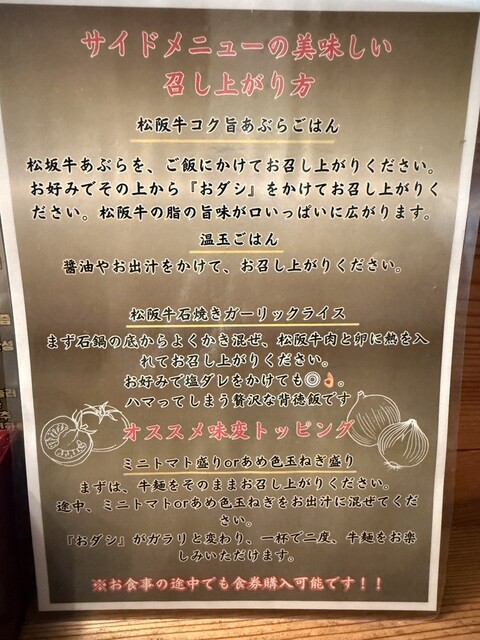 サイドメニューの美味しい
召し上がり方
松阪牛コク旨あぶらごはん
松坂牛あぶらを、ご飯にかけてお召し上がりください。
お好みでその上から『おダシ』をかけてお召し上がりく
ださい。松阪牛の脂の旨味が口いっぱいに広がります。
温玉ごはん
醤油やお出汁をかけて、お召し上がりください。
松阪牛石焼きガーリックライス
まず石鍋の底からよくかき混ぜ、松阪牛肉と卵に熱を入
れてお召し上がりください。
お好みで塩ダレをかけても◎👌。
ハマってしまう贅沢な背徳飯です
オススメ味変トッピング
ミニトマト盛りorあめ色玉ねぎ盛り
まずは、牛麺をそのままお召し上がりください。
途中、ミニトマトorあめ色玉ねぎをお出汁に混ぜてくだ
さい。
『おダシ』がガラリと変わり、一杯で二度、牛麺をお楽
しみいただけます。
※お食事の途中でも食券購入可能です！！